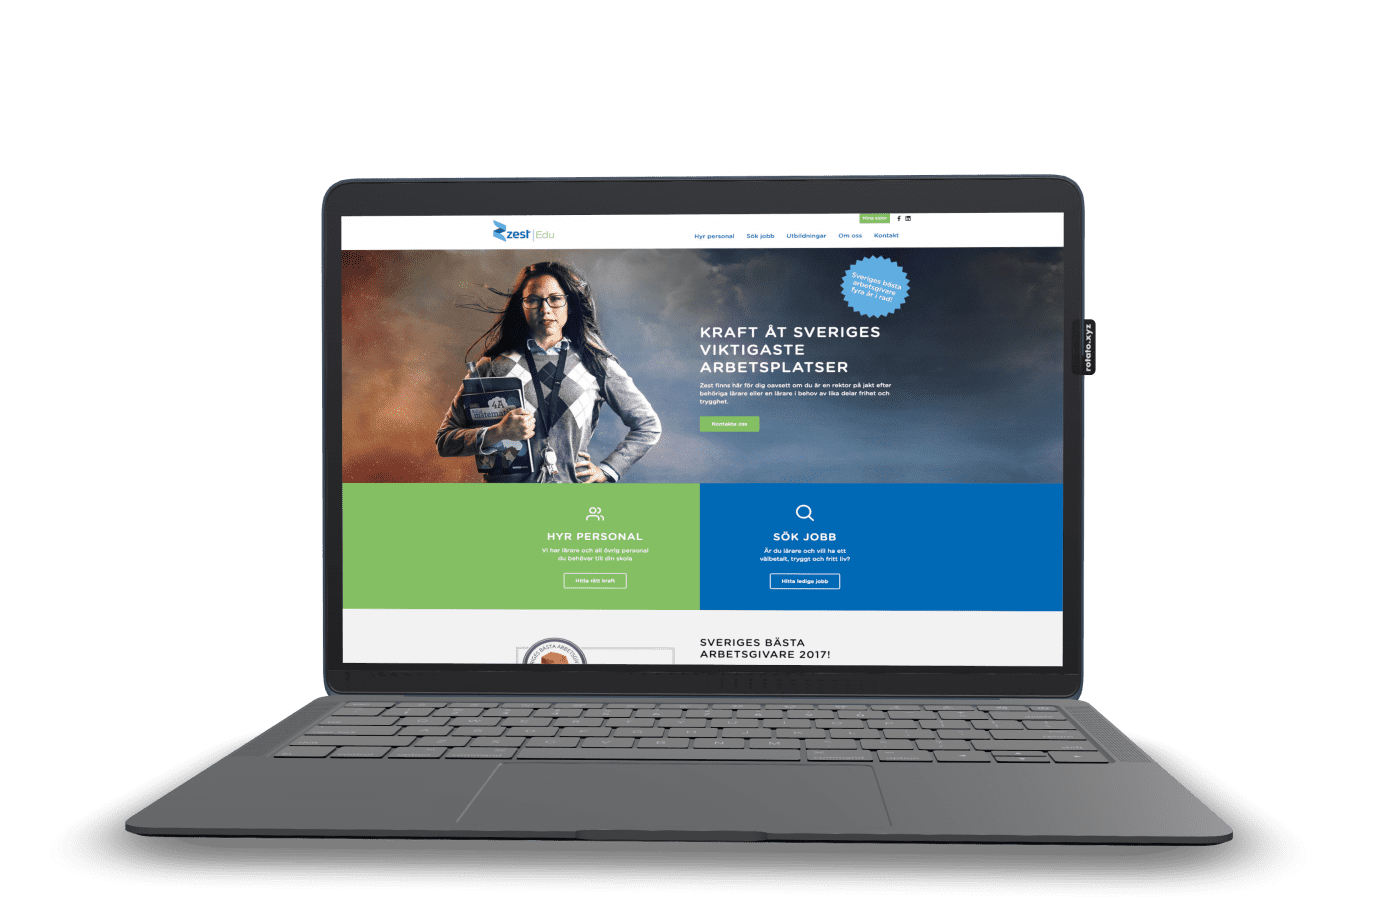 Mina sidor
zest | Edu
Hyr personal Sök jobb Utbildningar Om oss Kontakt
Sveriges bästa
arbetsgivare
fyra år i rad!
KRAFT ÅT SVERIGES
VIKTIGASTE
ARBETSPLATSER
Zest finns här för dig oavsett om du är en rektor på jakt efter
behöriga lärare eller en lärare i behov av lika delar frihet och
trygghet.
Kontakta oss
4A
rotato.xyz
HYR PERSONAL
Vi har lärare och all övrig personal
du behöver till din skola
Hitta rätt kraft
SÖK JOBB
Är du lärare och vill ha ett
välbetalt, tryggt och fritt liv?
Hitta lediga jobb
SVERIGES BÄSTA
ARBETSGIVARE 2017!